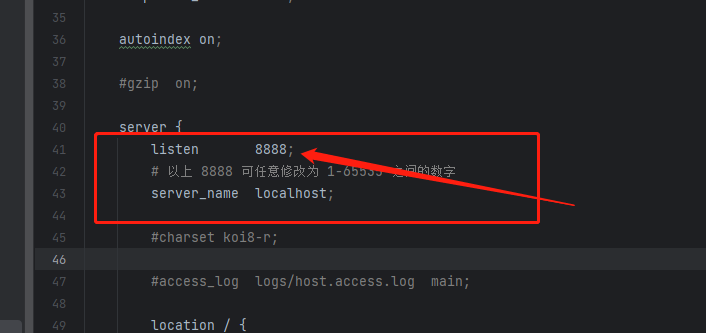 35
36 autoindex on;
37
38 #gzip on;
39
40 server {
41 listen 8888;
42 # 以上 8888 可任意修改为 1-65535 之间的数字
43 server_name localhost;
44
45 #charset koi8-r;
46
47 #access_log logs/host.access.log main;
48
49 location / {